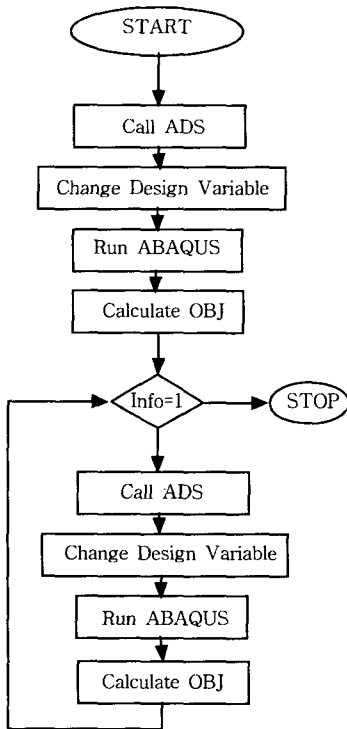 START
Call ADS
Change Design Variable
Run ABAQUS
Calculate OBJ
Info=1
STOP
Call ADS
Change Design Variable
Run ABAQUS
Calculate OBJ